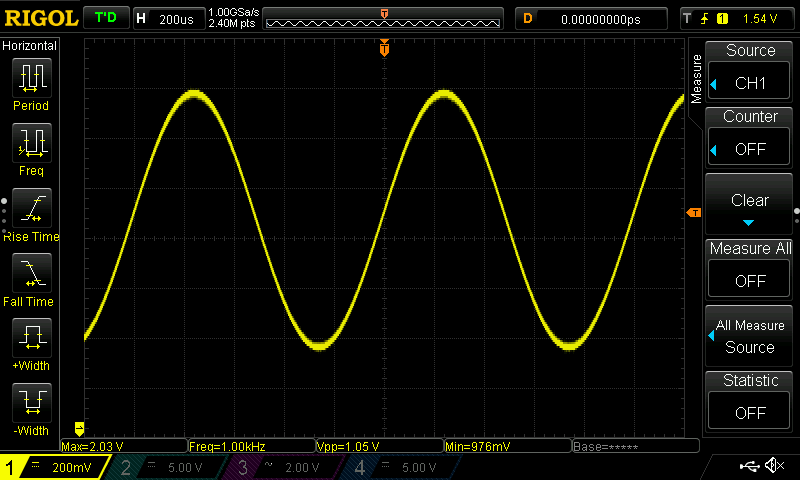 RIGOL T'D H 200us 1.00GSa/s 2.40M pts T D 0.00000000ps T 1 1.54 V
Horizontal
Period
Freq
Rise Time
Fall Time
+Width
-Width
T
T
Measure
Source
CH1
Counter
OFF
Clear
Measure All
OFF
All Measure
Source
Statistic
OFF
Max=2.03 V Freq=1.00kHz Vpp=1.05 V Min=976mV Base=*****
1 200mV 2 5.00 V 3 2.00 V 4 5.00 V